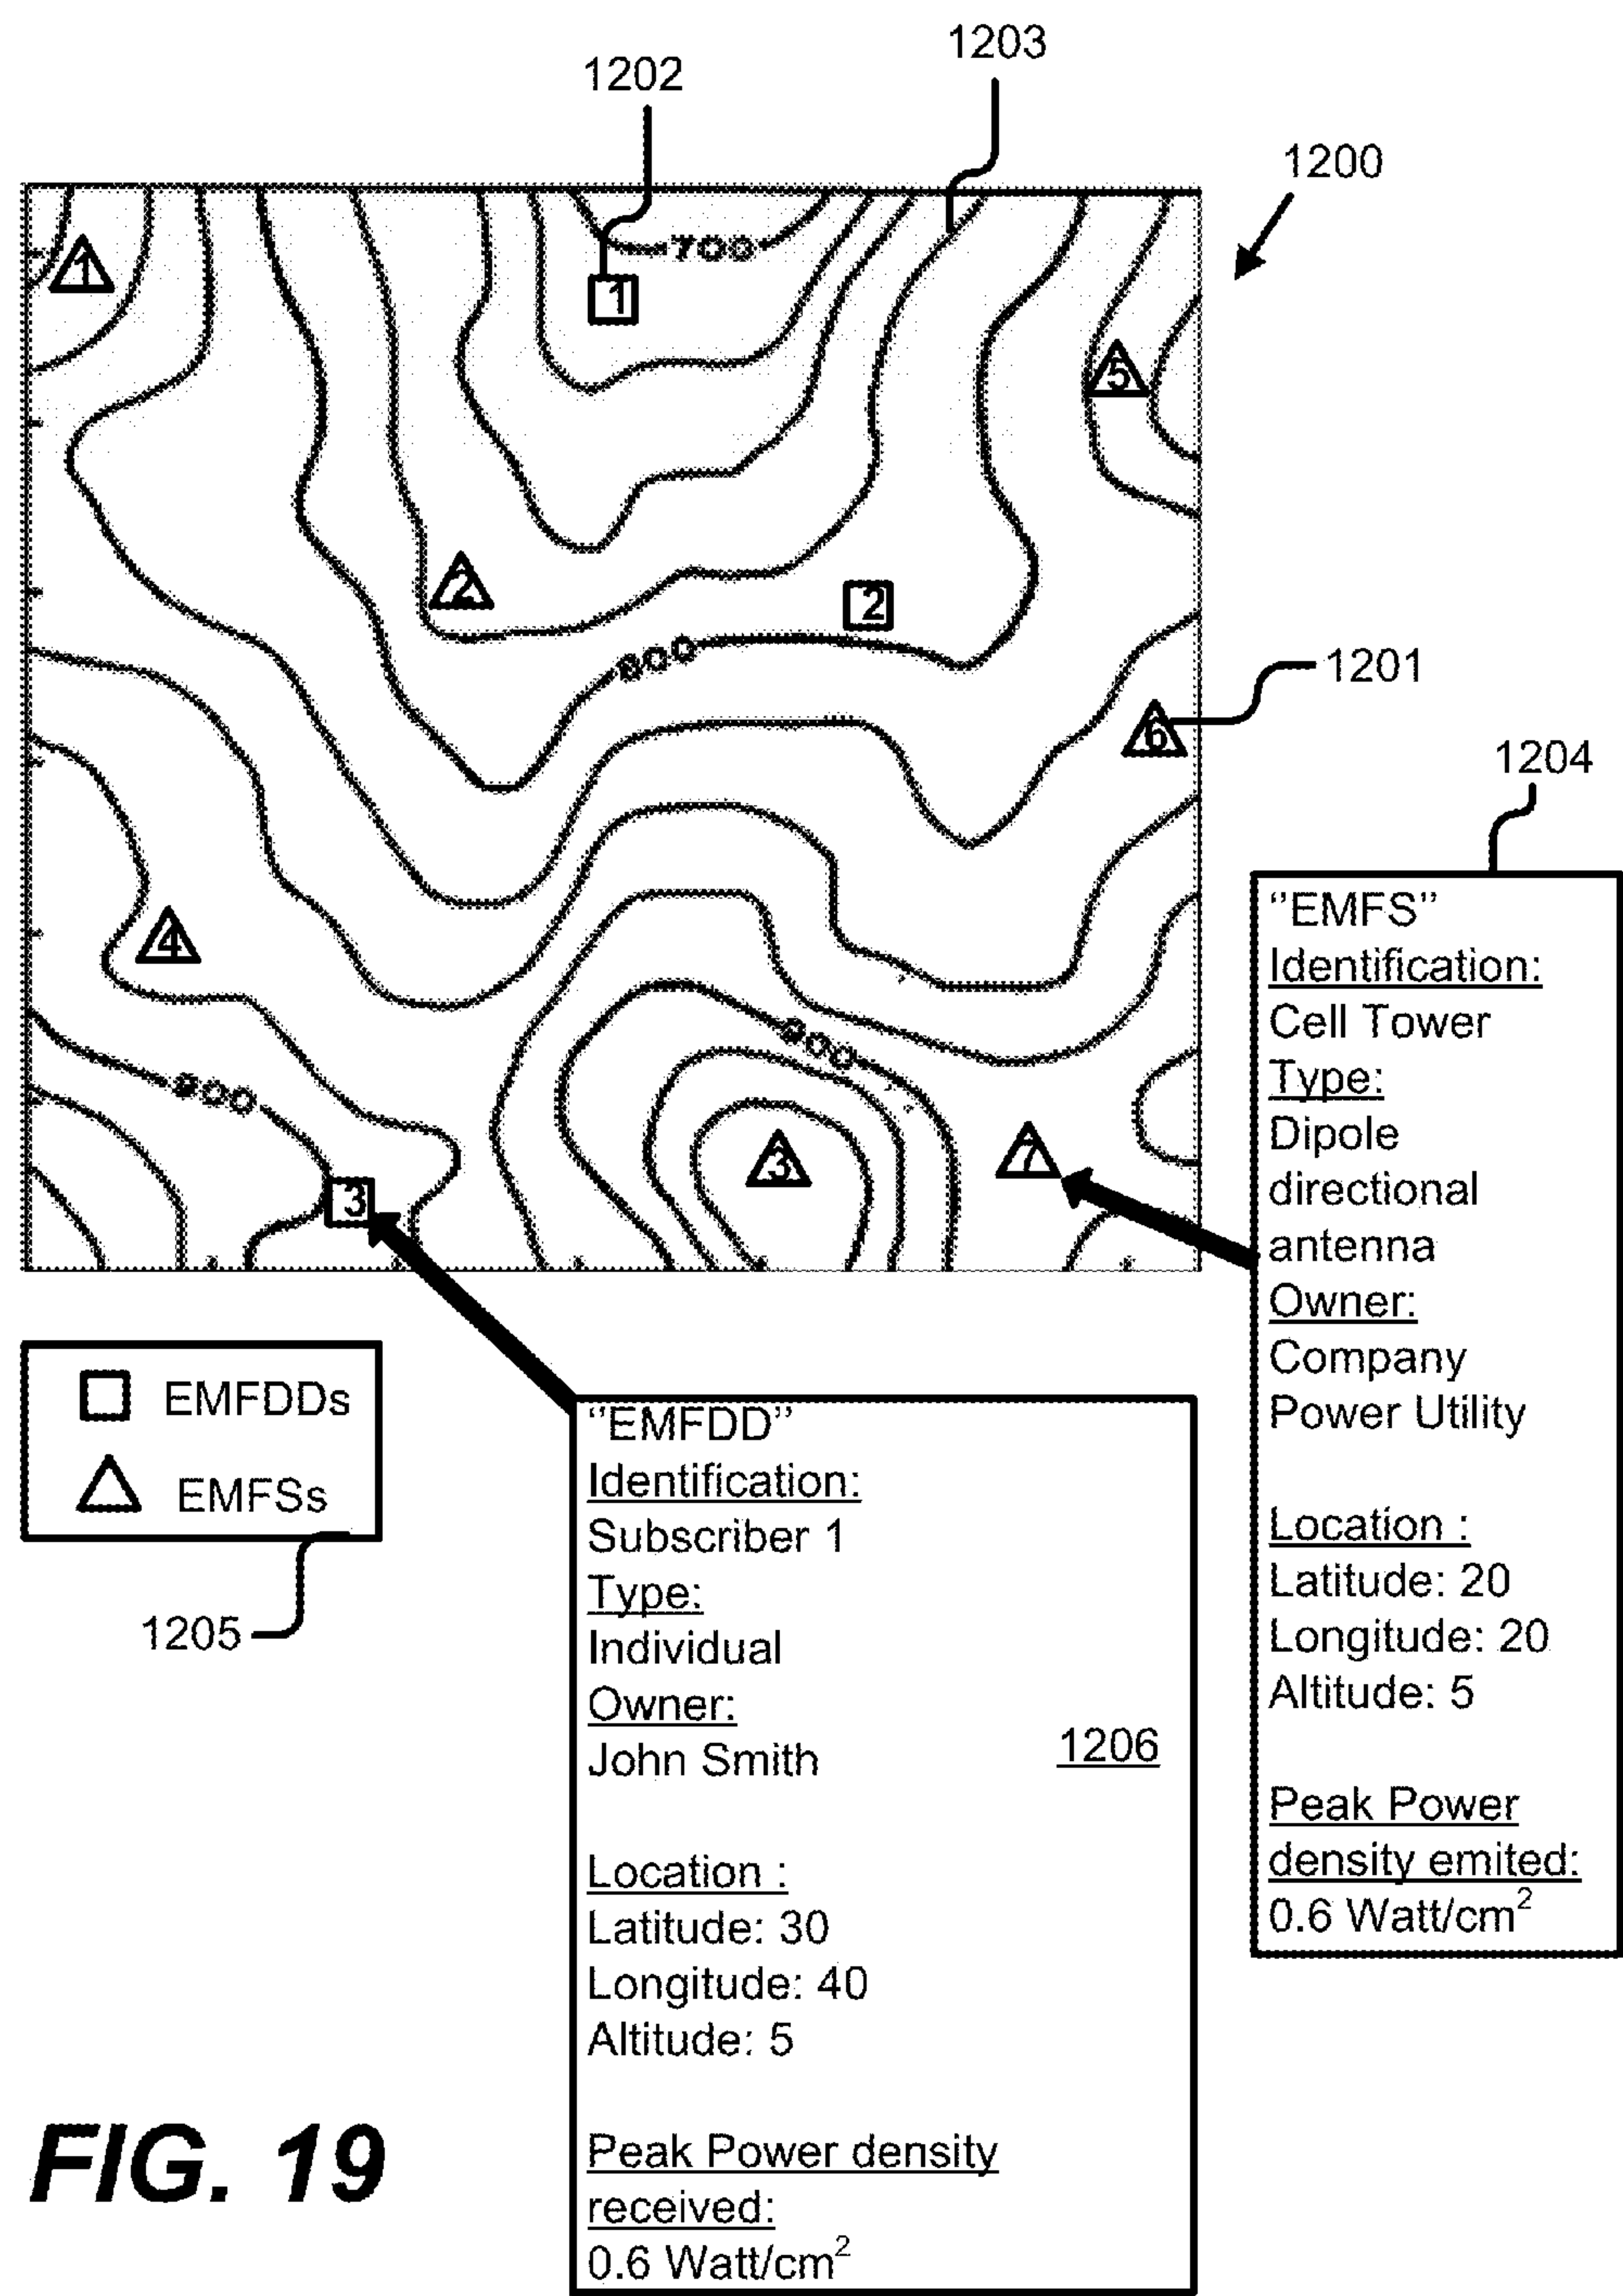 1203
1202
1200
700
1
1
5
2
2
800
1201
6
1204
4
900
900
3
7
3
"EMFS"
Identification:
Cell Tower
Type:
Dipole
directional
antenna
Owner:
Company
Power Utility
Location :
Latitude: 20
Longitude: 20
Altitude: 5
Peak Power
density emited:
0.6 Watt/cm²
EMFDDs
EMFSs
1205
"EMFDD"
Identification:
Subscriber 1
Type:
Individual
Owner:
John Smith
1206
Location :
Latitude: 30
Longitude: 40
Altitude: 5
Peak Power density
received:
0.6 Watt/cm²
FIG. 19